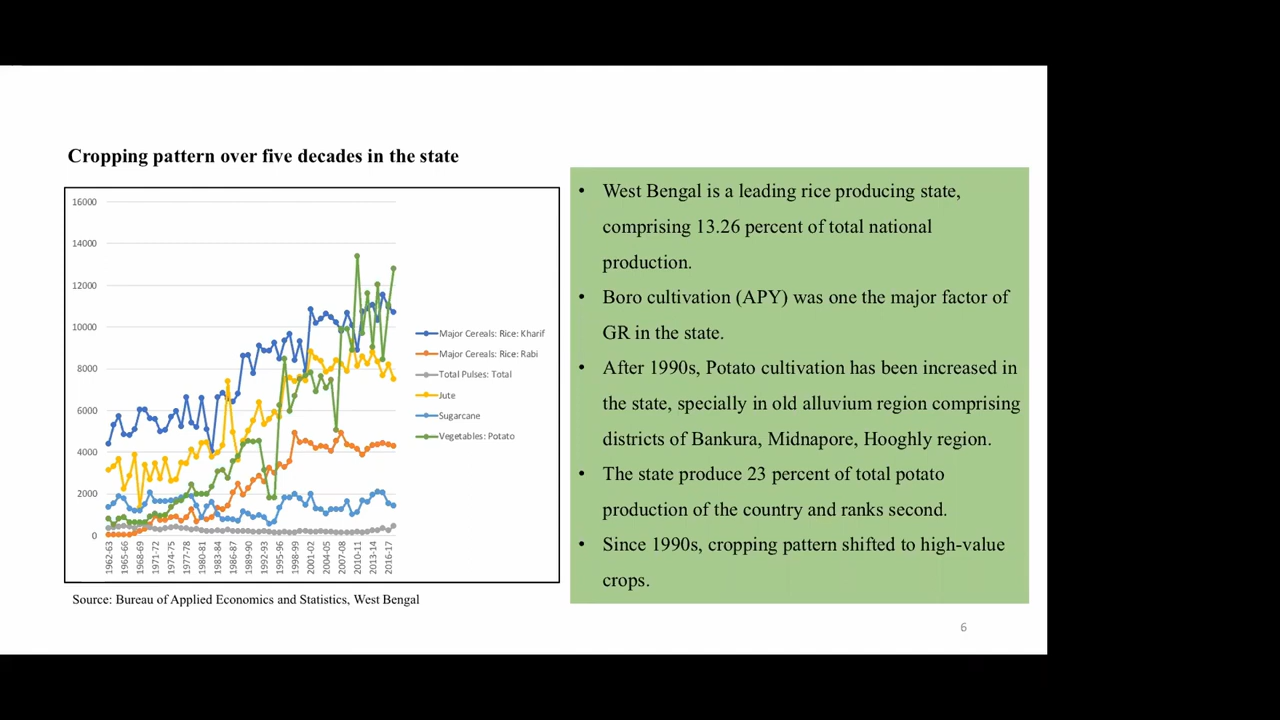 Cropping pattern over five decades in the state
16000
14000
12000
10000
8000
6000
4000
2000
0
1962-63
1965-66
1968-69
1971-72
1974-75
1977-78
1980-81
1983-84
1986-87
1989-90
1992-93
1995-96
1998-99
2001-02
2004-05
2007-08
2010-11
2013-14
2016-17
Major Cereals: Rice: Kharif
Major Cereals: Rice: Rabi
Total Pulses: Total
Jute
Sugarcane
Vegetables: Potato
Source: Bureau of Applied Economics and Statistics, West Bengal
• West Bengal is a leading rice producing state,
comprising 13.26 percent of total national
production.
• Boro cultivation (APY) was one the major factor of
GR in the state.
• After 1990s, Potato cultivation has been increased in
the state, specially in old alluvium region comprising
districts of Bankura, Midnapore, Hooghly region.
• The state produce 23 percent of total potato
production of the country and ranks second.
• Since 1990s, cropping pattern shifted to high-value
crops.
6